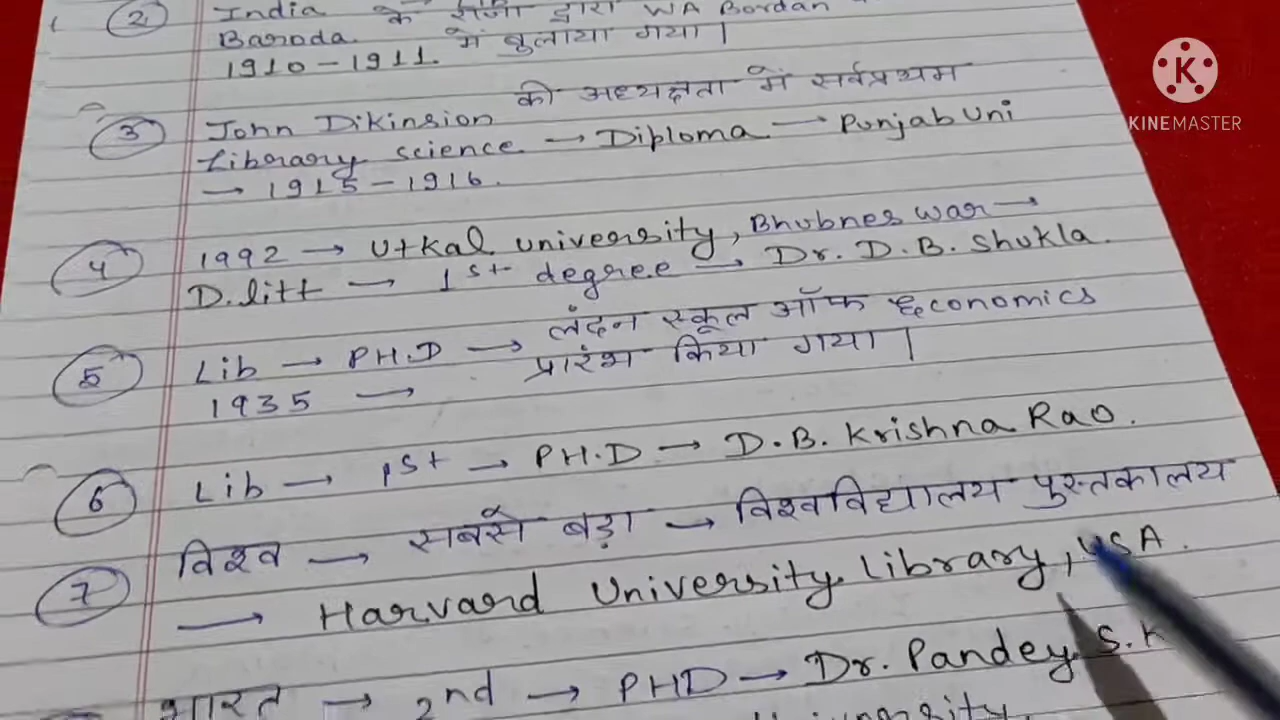 2 India के राजा द्वारा WA Bordan
Baroda में बुलाया गया |
1910-1911.
3 John Dikinsion की अध्यक्षता में सर्वप्रथम
Library science → Diploma → Punjab Uni
→ 1915-1916.
4 1992 → Utkal University, Bhubneswar →
D.litt → 1st degree → Dr. D.B. Shukla.
5 Lib → PH.D → लंदन स्कूल ऑफ Economics
1935 → प्रारंभ किया गया |
6 Lib → 1st → PH.D → D.B. Krishna Rao.
7 विश्व → सबसे बड़ा → विश्वविद्यालय पुस्तकालय
→ Harvard University Library, USA.
भारत → 2nd → PHD → Dr. Pandey S.K
K
KINEMASTER